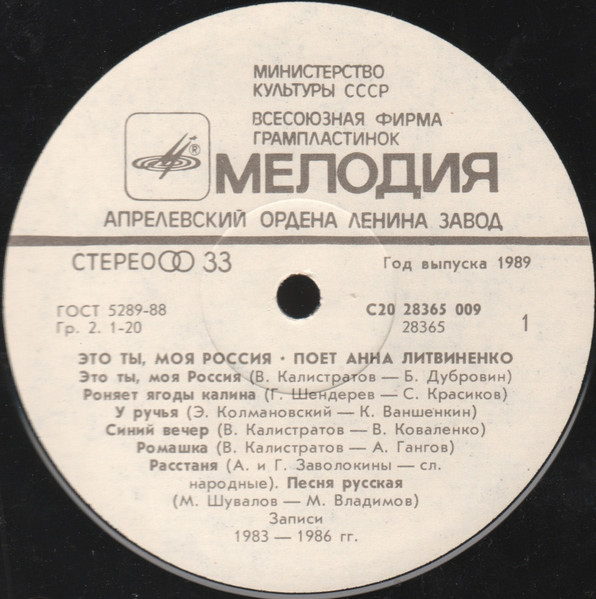 МИНИСТЕРСТВО
КУЛЬТУРЫ СССР
ВСЕСОЮЗНАЯ ФИРМА
ГРАМПЛАСТИНОК
®
МЕЛОДИЯ
АПРЕЛЕВСКИЙ ОРДЕНА ЛЕНИНА ЗАВОД
СТЕРЕО 33
Год выпуска 1989
ГОСТ 5289-88
Гр. 2. 1-20
С20 28365 009
28365
1
ЭТО ТЫ, МОЯ РОССИЯ · ПОЕТ АННА ЛИТВИНЕНКО
Это ты, моя Россия (В. Калистратов — Б. Дубровин)
Роняет ягоды калина (Г. Шендерев — С. Красиков)
У ручья (Э. Колмановский — К. Ваншенкин)
Синий вечер (В. Калистратов — В. Коваленко)
Ромашка (В. Калистратов — А. Гангов)
Расстаня (А. и Г. Заволокины — сл.
народные). Песня русская
(М. Шувалов — М. Владимов)
Записи
1983 — 1986 гг.